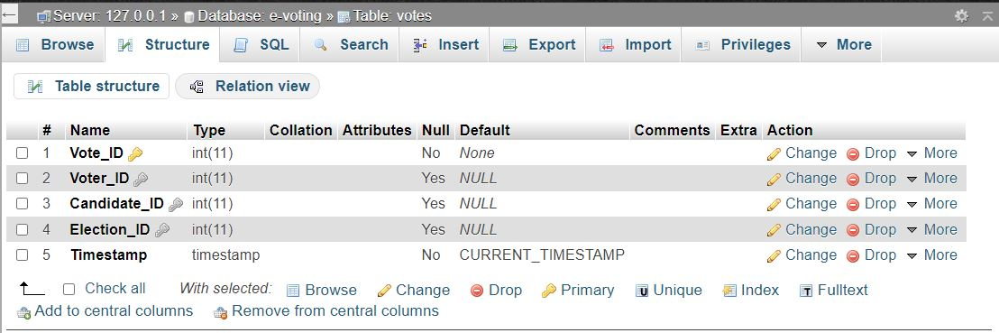 Server: 127.0.0.1 » Database: e-voting » Table: votes
Browse Structure SQL Search Insert Export Import Privileges More
Table structure Relation view
# Name Type Collation Attributes Null Default Comments Extra Action
1 Vote_ID int(11) No None Change Drop More
2 Voter_ID int(11) Yes NULL Change Drop More
3 Candidate_ID int(11) Yes NULL Change Drop More
4 Election_ID int(11) Yes NULL Change Drop More
5 Timestamp timestamp No CURRENT_TIMESTAMP Change Drop More
Check all With selected: Browse Change Drop Primary Unique Index Fulltext
Add to central columns Remove from central columns